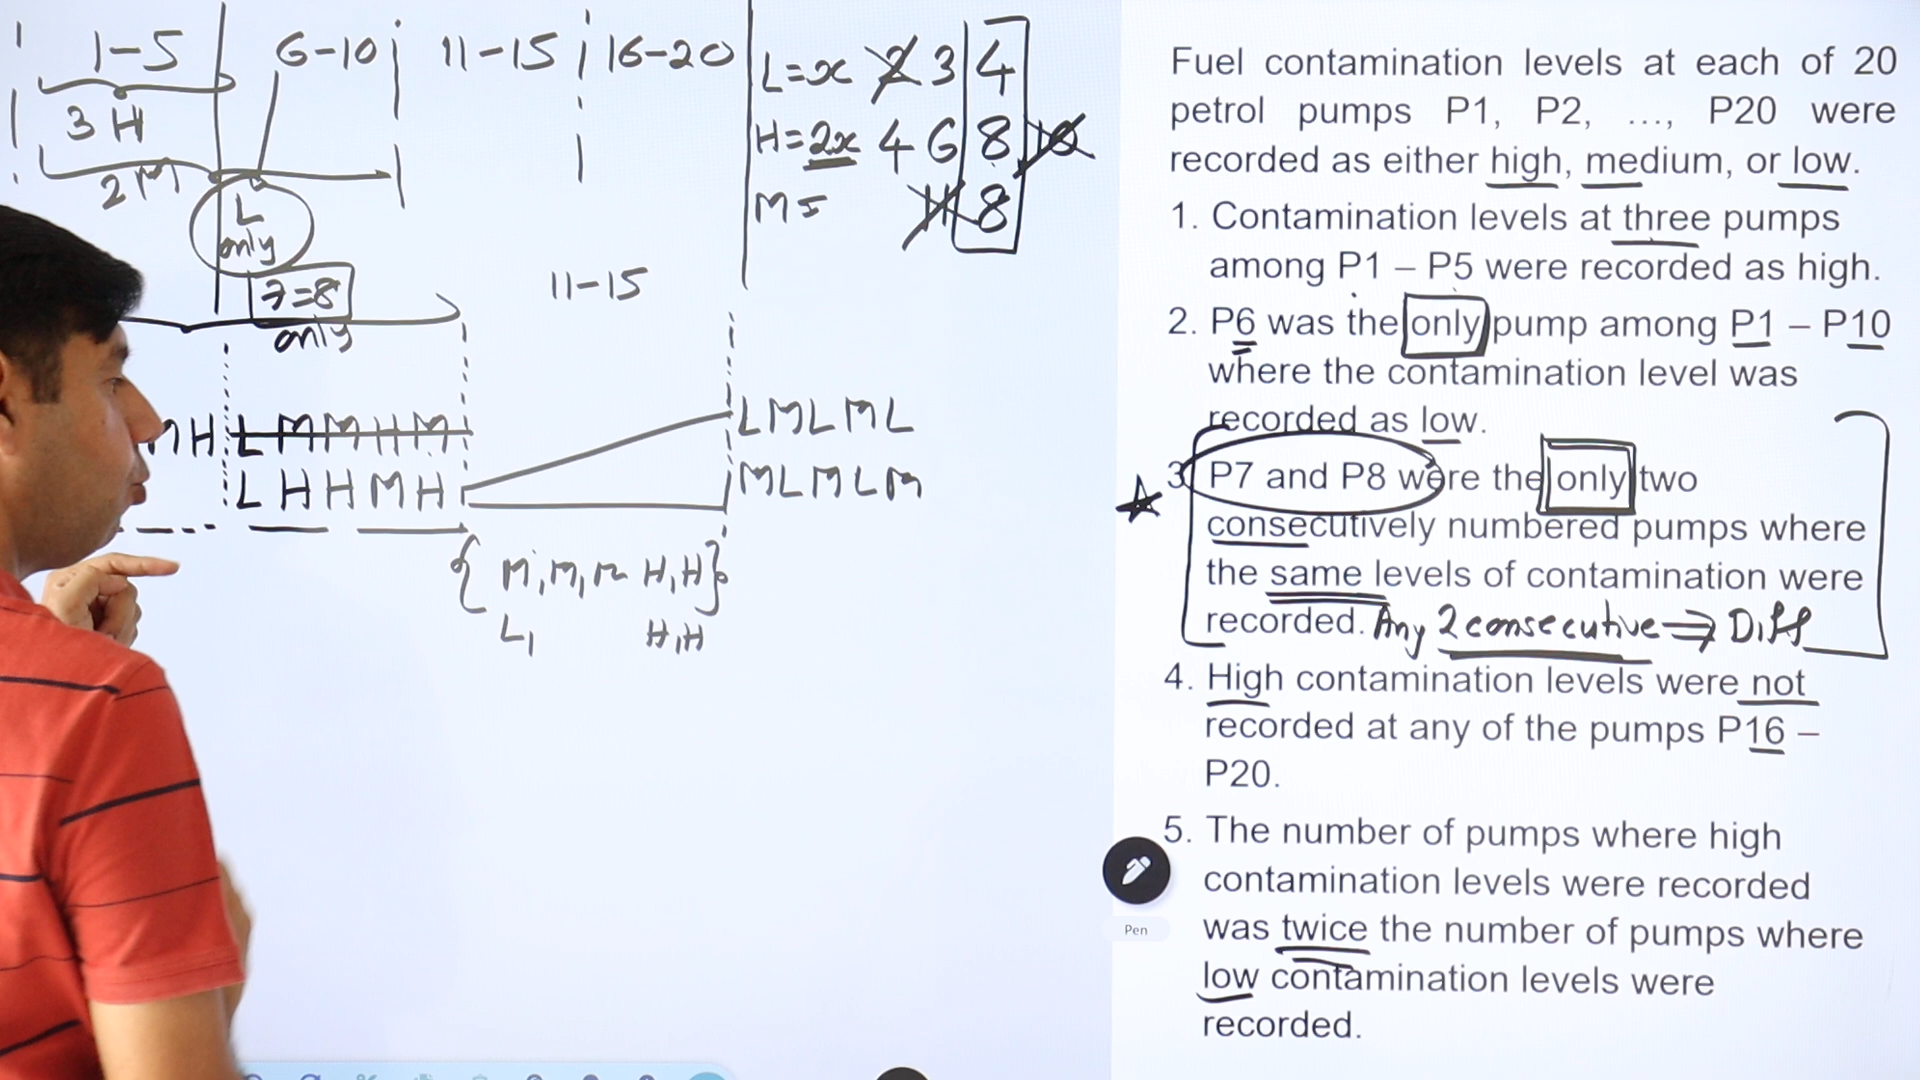 1-5 6-10 11-15 16-20
3H
2M
L only
7=8 only
L=x 2 3 4
H=2x 4 6 8 10
M= 11 8
11-15
MH L M M H M
L H H M H
L M L M L
M L M L M
{ M, M, M H, H }
L, H, H
Fuel contamination levels at each of 20
petrol pumps P1, P2, ..., P20 were
recorded as either high, medium, or low.
1. Contamination levels at three pumps
among P1 – P5 were recorded as high.
2. P6 was the only pump among P1 – P10
where the contamination level was
recorded as low.
3. P7 and P8 were the only two
consecutively numbered pumps where
the same levels of contamination were
recorded. Any 2 consecutive ⇒ Diff
4. High contamination levels were not
recorded at any of the pumps P16 –
P20.
5. The number of pumps where high
contamination levels were recorded
was twice the number of pumps where
low contamination levels were
recorded.
Pen